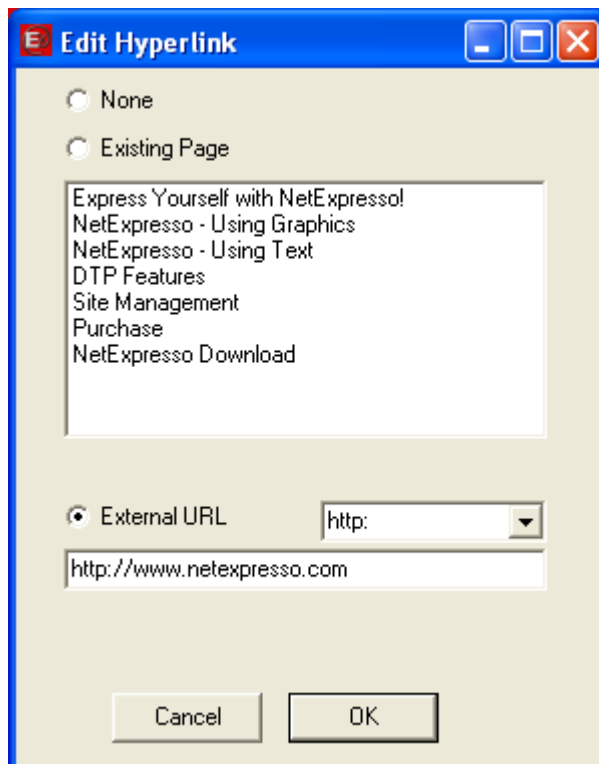 Edit Hyperlink
None
Existing Page
Express Yourself with NetExpresso!
NetExpresso - Using Graphics
NetExpresso - Using Text
DTP Features
Site Management
Purchase
NetExpresso Download
External URL
http:
http://www.netexpresso.com
Cancel
OK